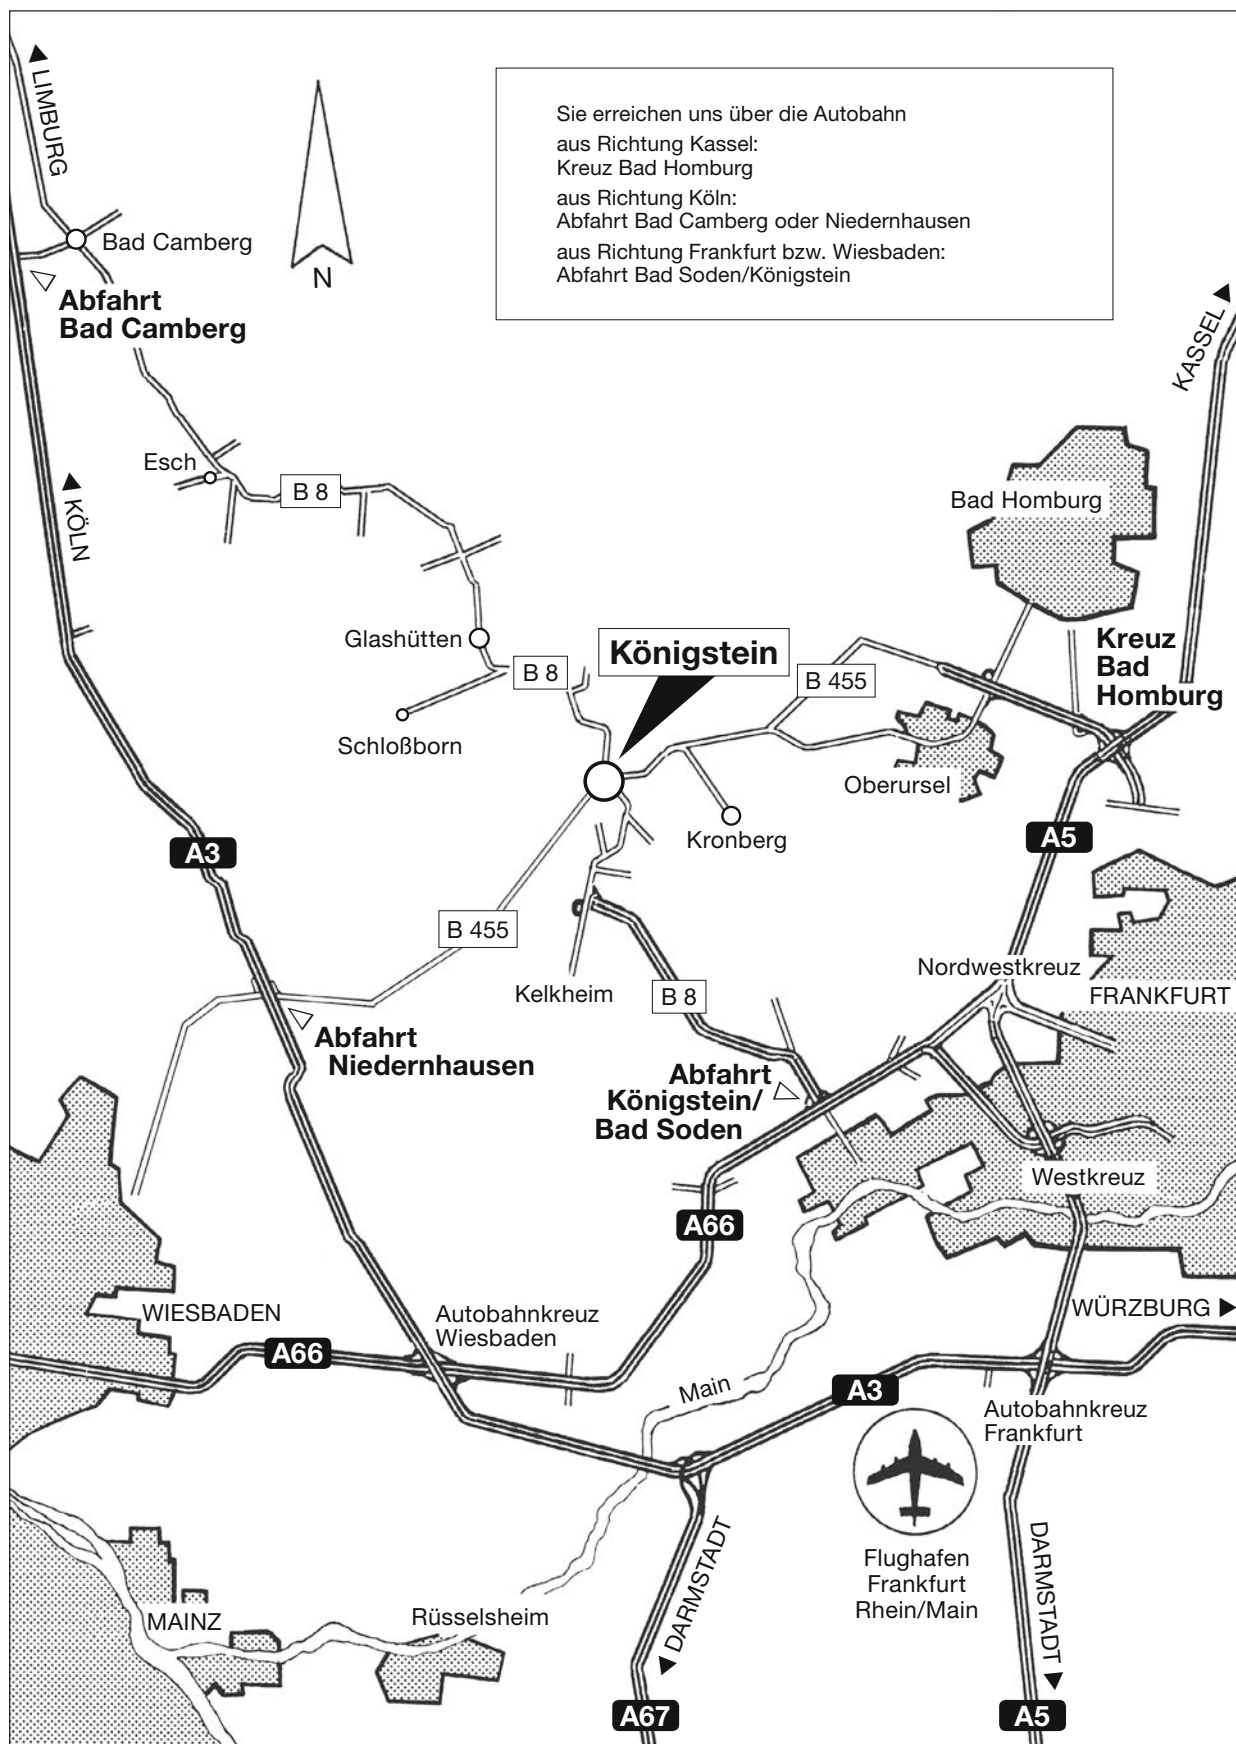 LIMBURG
Sie erreichen uns über die Autobahn
aus Richtung Kassel:
Kreuz Bad Homburg
aus Richtung Köln:
Abfahrt Bad Camberg oder Niedernhausen
aus Richtung Frankfurt bzw. Wiesbaden:
Abfahrt Bad Soden/Königstein
N
Bad Camberg
Abfahrt
Bad Camberg
KASSEL
Esch
B 8
KÖLN
Bad Homburg
Glashütten
B 8
Königstein
B 455
Kreuz
Bad
Homburg
Schloßborn
Oberursel
Kronberg
A3
A5
B 455
Kelkheim
B 8
Nordwestkreuz
FRANKFURT
Abfahrt
Niedernhausen
Abfahrt
Königstein/
Bad Soden
Westkreuz
A66
WIESBADEN
Autobahnkreuz
Wiesbaden
WÜRZBURG
A66
Main
A3
Autobahnkreuz
Frankfurt
Flughafen
Frankfurt
Rhein/Main
DARMSTADT
DARMSTADT
MAINZ
Rüsselsheim
A67
A5